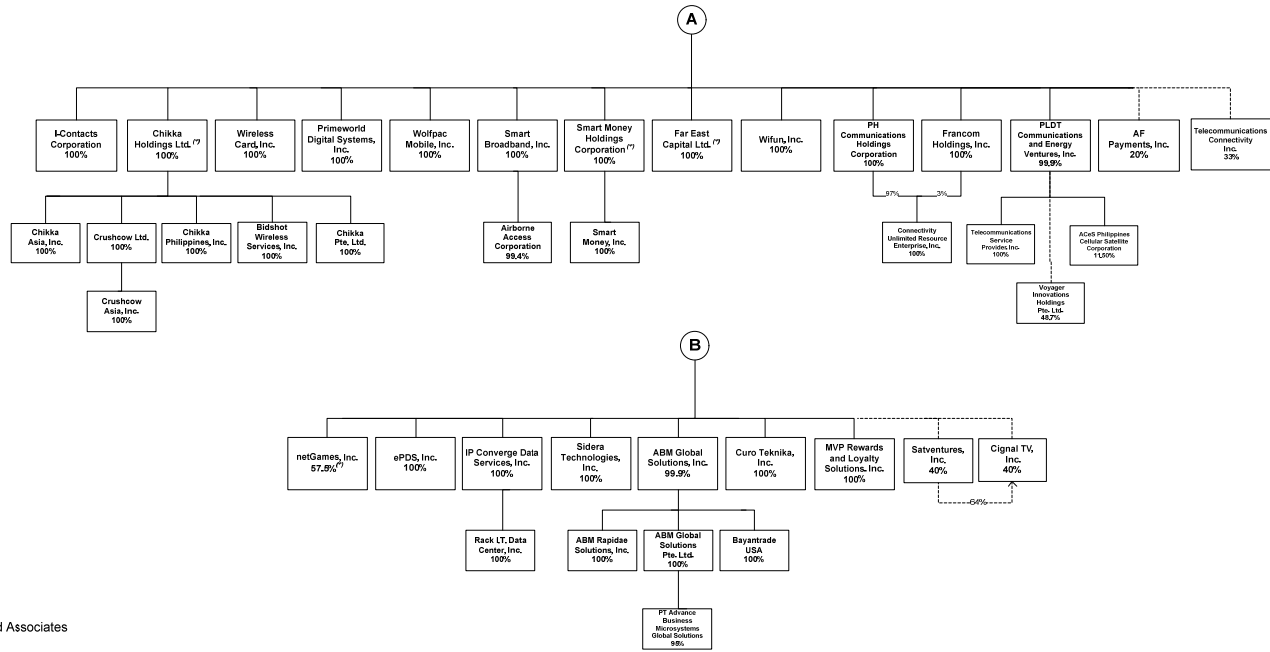 A
I-Contacts
Corporation
100%
Chikka
Holdings Ltd. (*)
100%
Wireless
Card, Inc.
100%
Primeworld
Digital Systems,
Inc.
100%
Wolfpac
Mobile, Inc.
100%
Smart
Broadband, Inc.
100%
Smart Money
Holdings
Corporation(*)
100%
Far East
Capital Ltd. (*)
100%
Wifun, Inc.
100%
PH
Communications
Holdings
Corporation
100%
Francom
Holdings, Inc.
100%
PLDT
Communications
and Energy
Ventures, Inc.
99.9%
AF
Payments, Inc.
20%
Telecommunications
Connectivity
Inc.
33%
97%
3%
Chikka
Asia, Inc.
100%
Crushcow Ltd.
100%
Chikka
Philippines, Inc.
100%
Bidshot
Wireless
Services, Inc.
100%
Chikka
Pte. Ltd.
100%
Airborne
Access
Corporation
99.4%
Smart
Money, Inc.
100%
Connectivity
Unlimited Resource
Enterprise, Inc.
100%
Telecommunications
Service
Provides Inc.
100%
ACeS Philippines
Cellular Satellite
Corporation
11.50%
Crushcow
Asia, Inc.
100%
Voyager
Innovations
Holdings
Pte. Ltd.
48.7%
B
netGames, Inc.
57.5%(*)
ePDS, Inc.
100%
IP Converge Data
Services, Inc.
100%
Sidera
Technologies,
Inc.
100%
ABM Global
Solutions, Inc.
99.9%
Curo Teknika,
Inc.
100%
MVP Rewards
and Loyalty
Solutions. Inc.
100%
Satventures,
Inc.
40%
Cignal TV,
Inc.
40%
64%
Rack I.T. Data
Center, Inc.
100%
ABM Rapidae
Solutions, Inc.
100%
ABM Global
Solutions
Pte. Ltd.
100%
Bayantrade
USA
100%
PT Advance
Business
Microsystems
Global Solutions
98%
d Associates